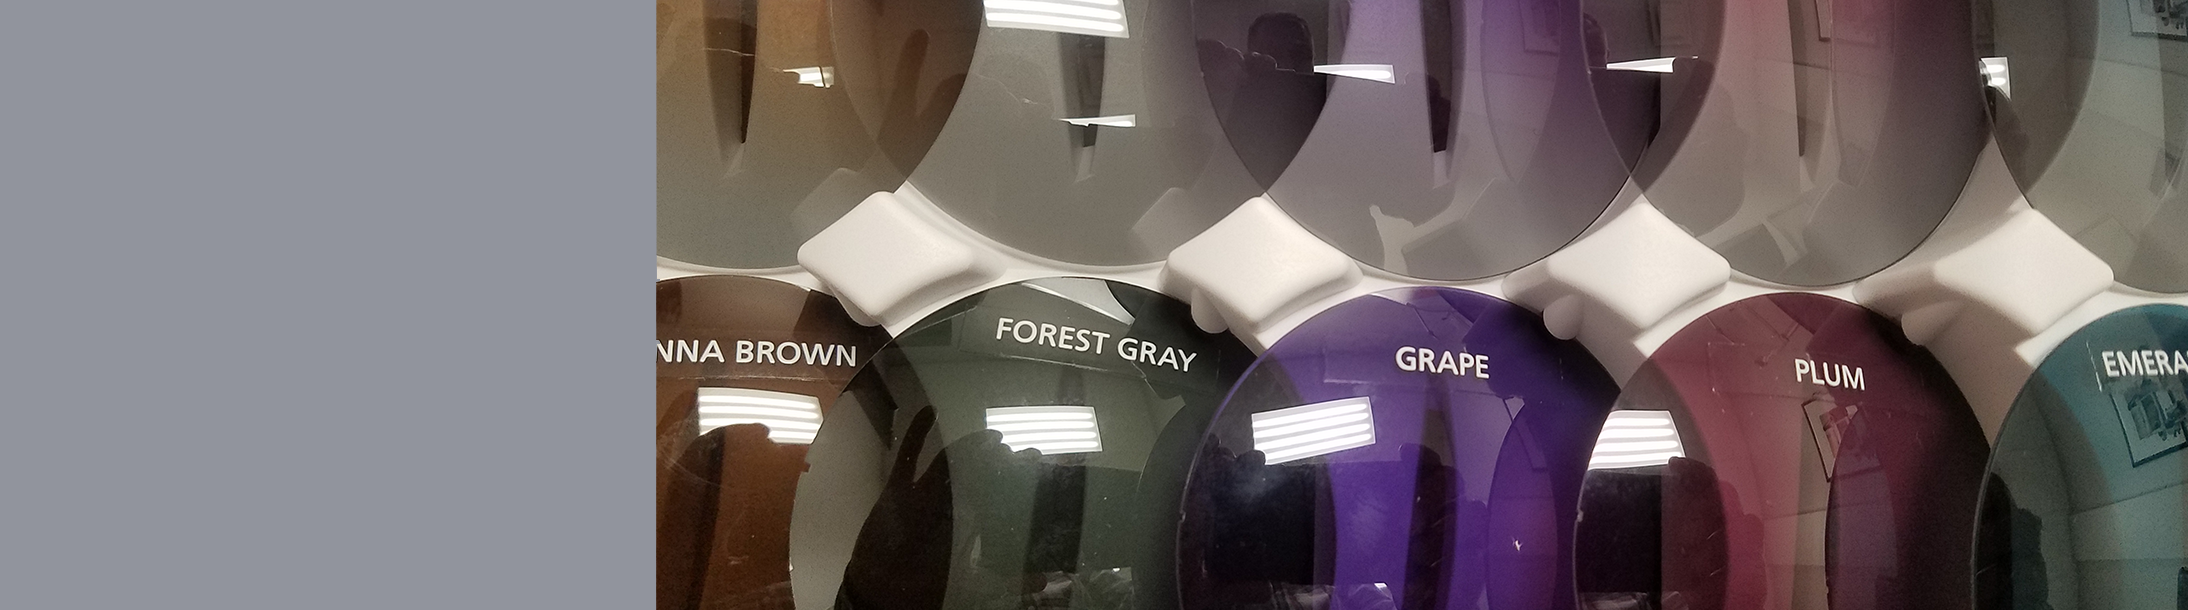 NNA BROWN
FOREST GRAY
GRAPE
PLUM
EMERA